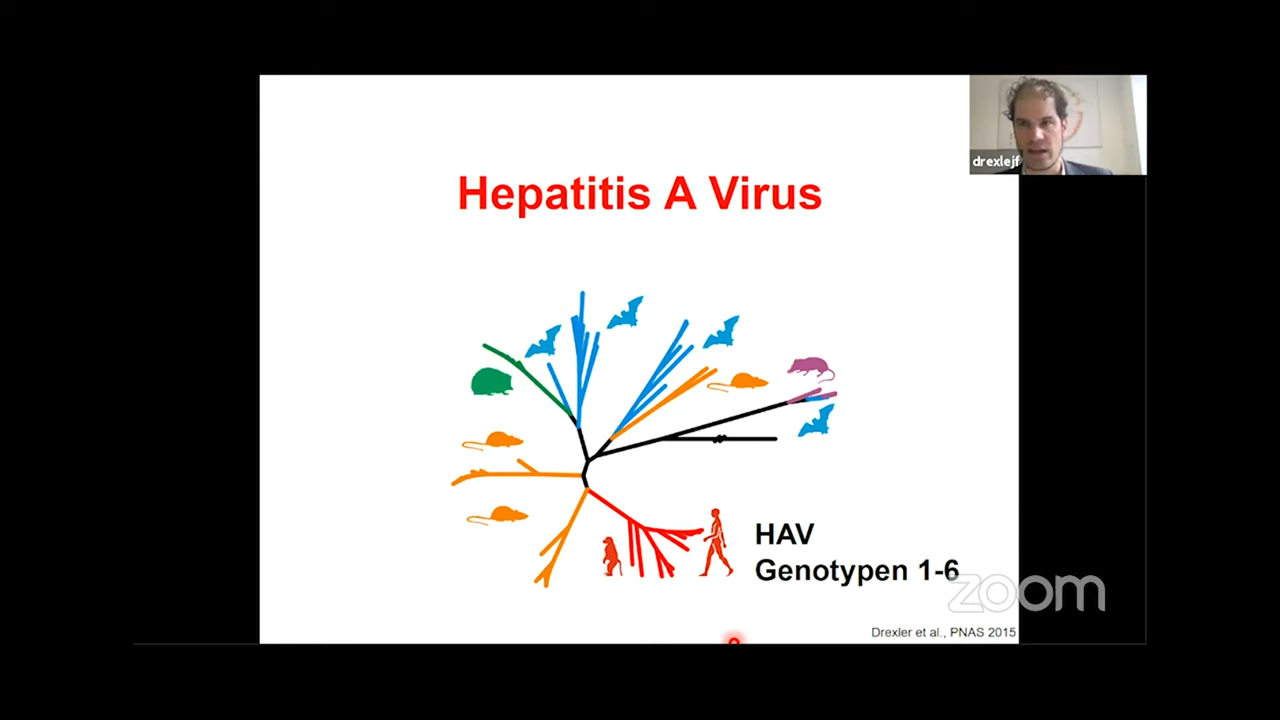 drexlejf
Hepatitis A Virus
HAV
Genotypen 1-6
zoom
Drexler et al., PNAS 2015